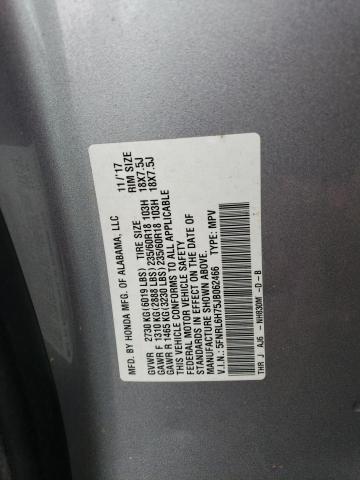 MFD. BY HONDA MFG. OF ALABAMA, LLC 11/'17
TIRE SIZE RIM SIZE
GVWR 2730 KG(6019 LBS)
GAWR F 1310 KG(2888 LBS)235/60R18 103H 18X7.5J
GAWR R 1465 KG(3230 LBS)235/60R18 103H 18X7.5J
THIS VEHICLE CONFORMS TO ALL APPLICABLE
FEDERAL MOTOR VEHICLE SAFETY
STANDARDS IN EFFECT ON THE DATE OF
MANUFACTURE SHOWN ABOVE.
V.I.N:5FNRL6H75JB062466 TYPE: MPV
THR J AJ6 - NH830M -D-B